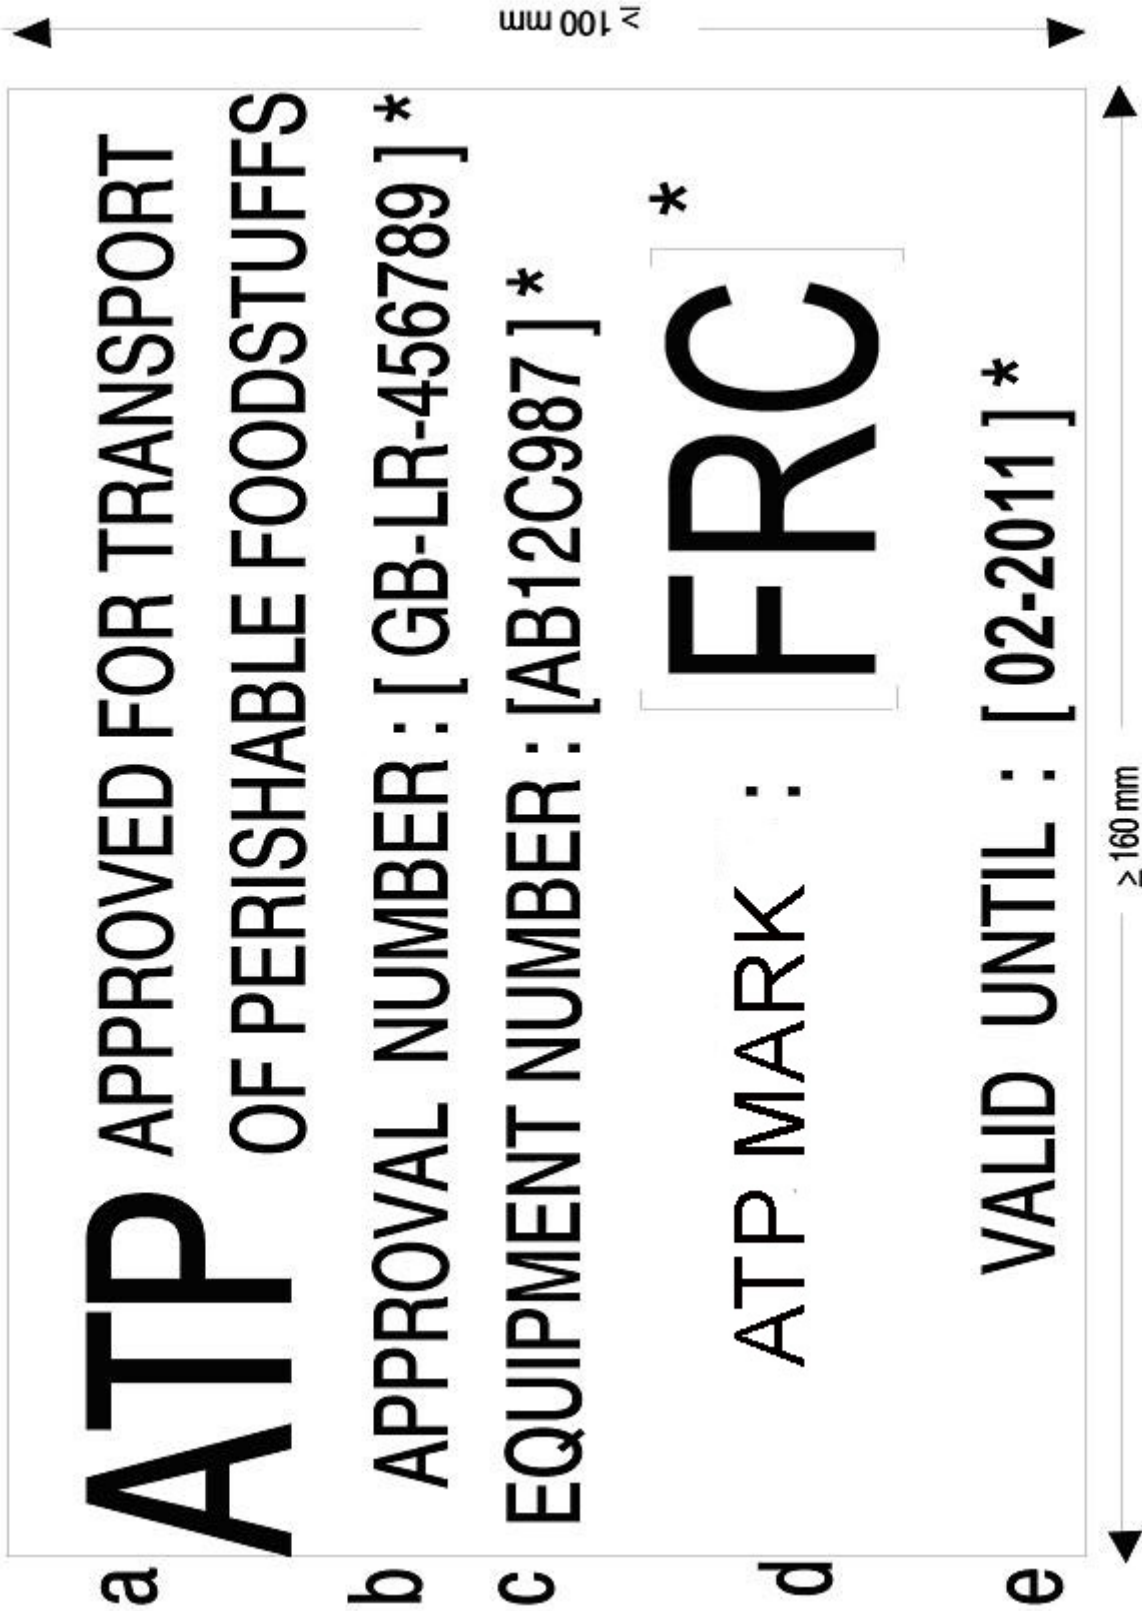 ≥ 100 mm
a ATP APPROVED FOR TRANSPORT
OF PERISHABLE FOODSTUFFS
b APPROVAL NUMBER : [ GB-LR-456789 ] *
c EQUIPMENT NUMBER : [AB12C987 ] *
d ATP MARK : [ FRC ] *
e VALID UNTIL : [ 02-2011 ] *
≥ 160 mm